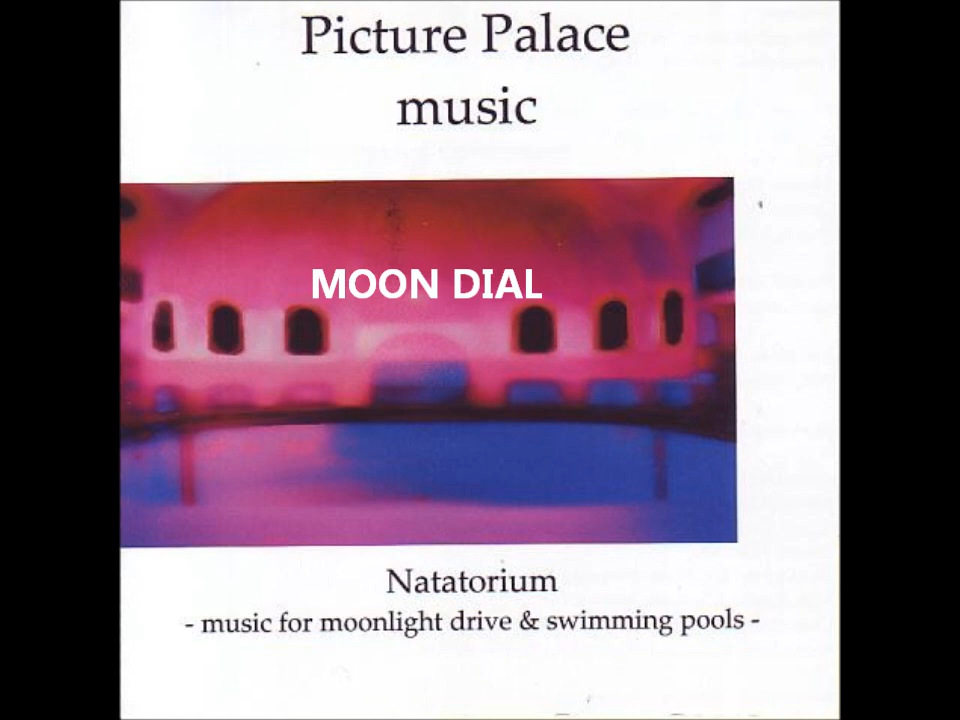 Picture Palace
music
MOON DIAL
Natatorium
- music for moonlight drive & swimming pools -